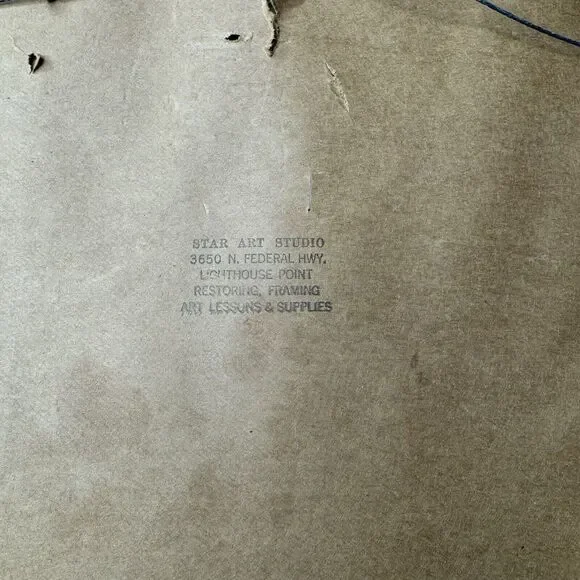 STAR ART STUDIO
3650 N. FEDERAL HWY.
LIGHTHOUSE POINT
RESTORING, FRAMING
ART LESSONS & SUPPLIES